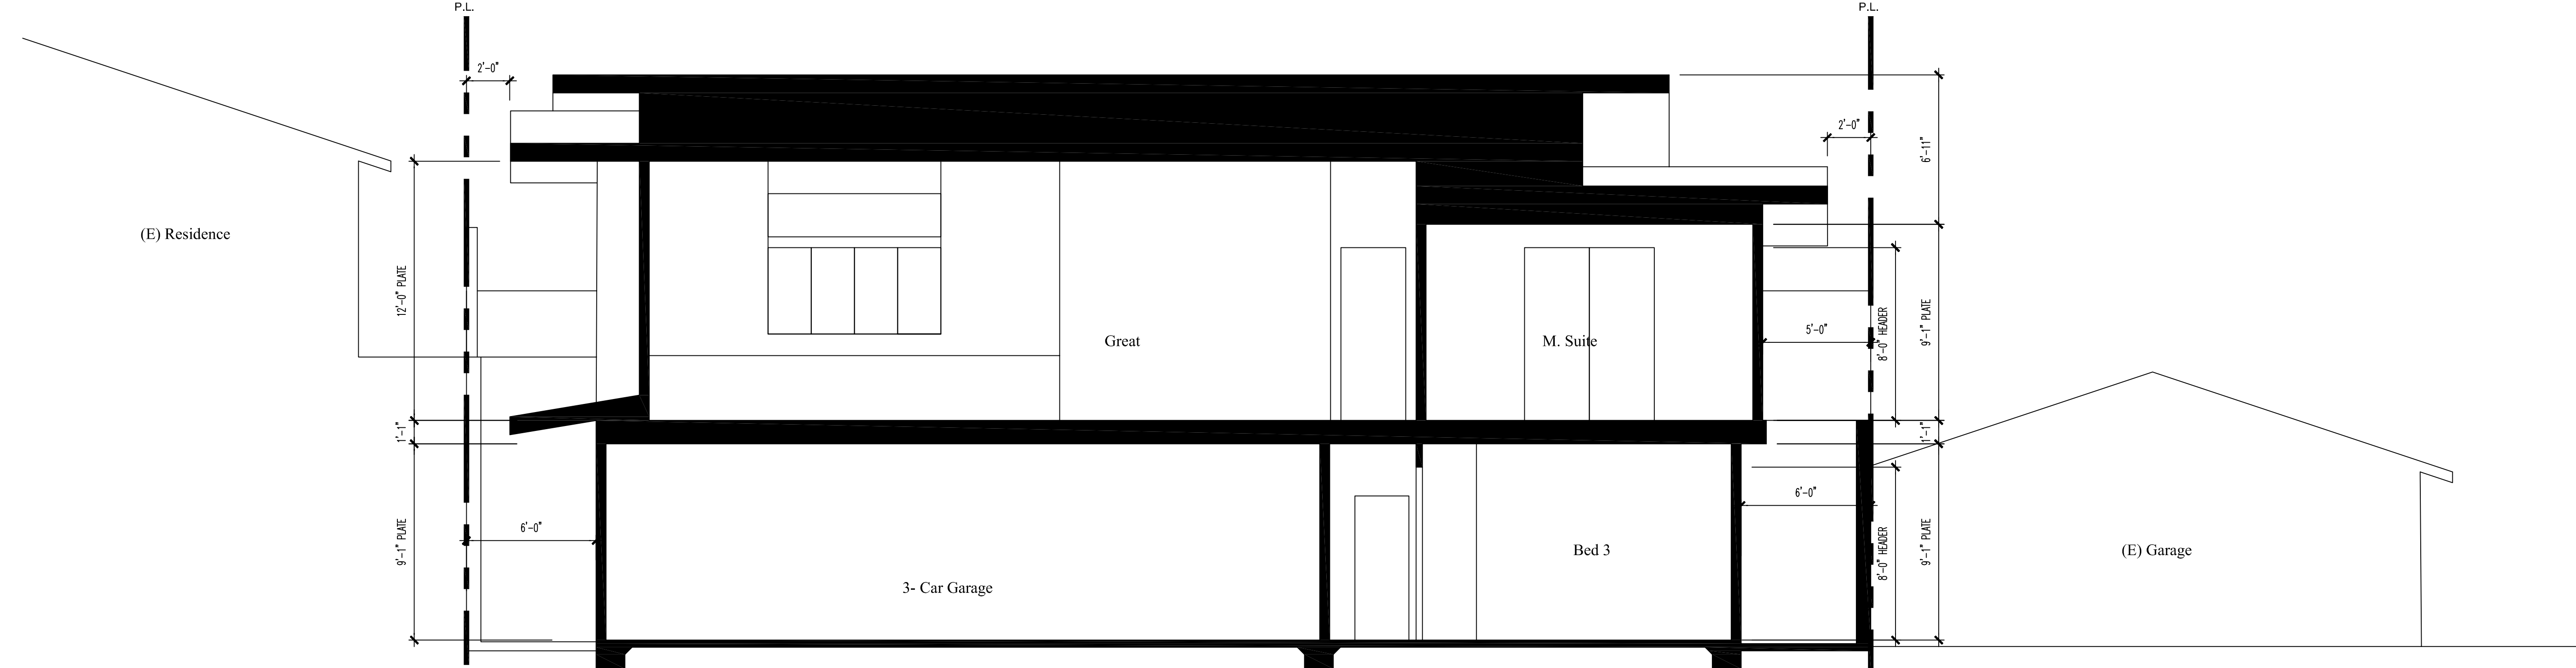 P.L.
P.L.
2'-0"
2'-0"
6'-11"
(E) Residence
12'-0" PLATE
Great
M. Suite
5'-0"
8'-0" HEADER
9'-1" PLATE
1'-1"
1'-1"
6'-0"
6'-0"
9'-1" PLATE
3- Car Garage
Bed 3
8'-0" HEADER
9'-1" PLATE
(E) Garage